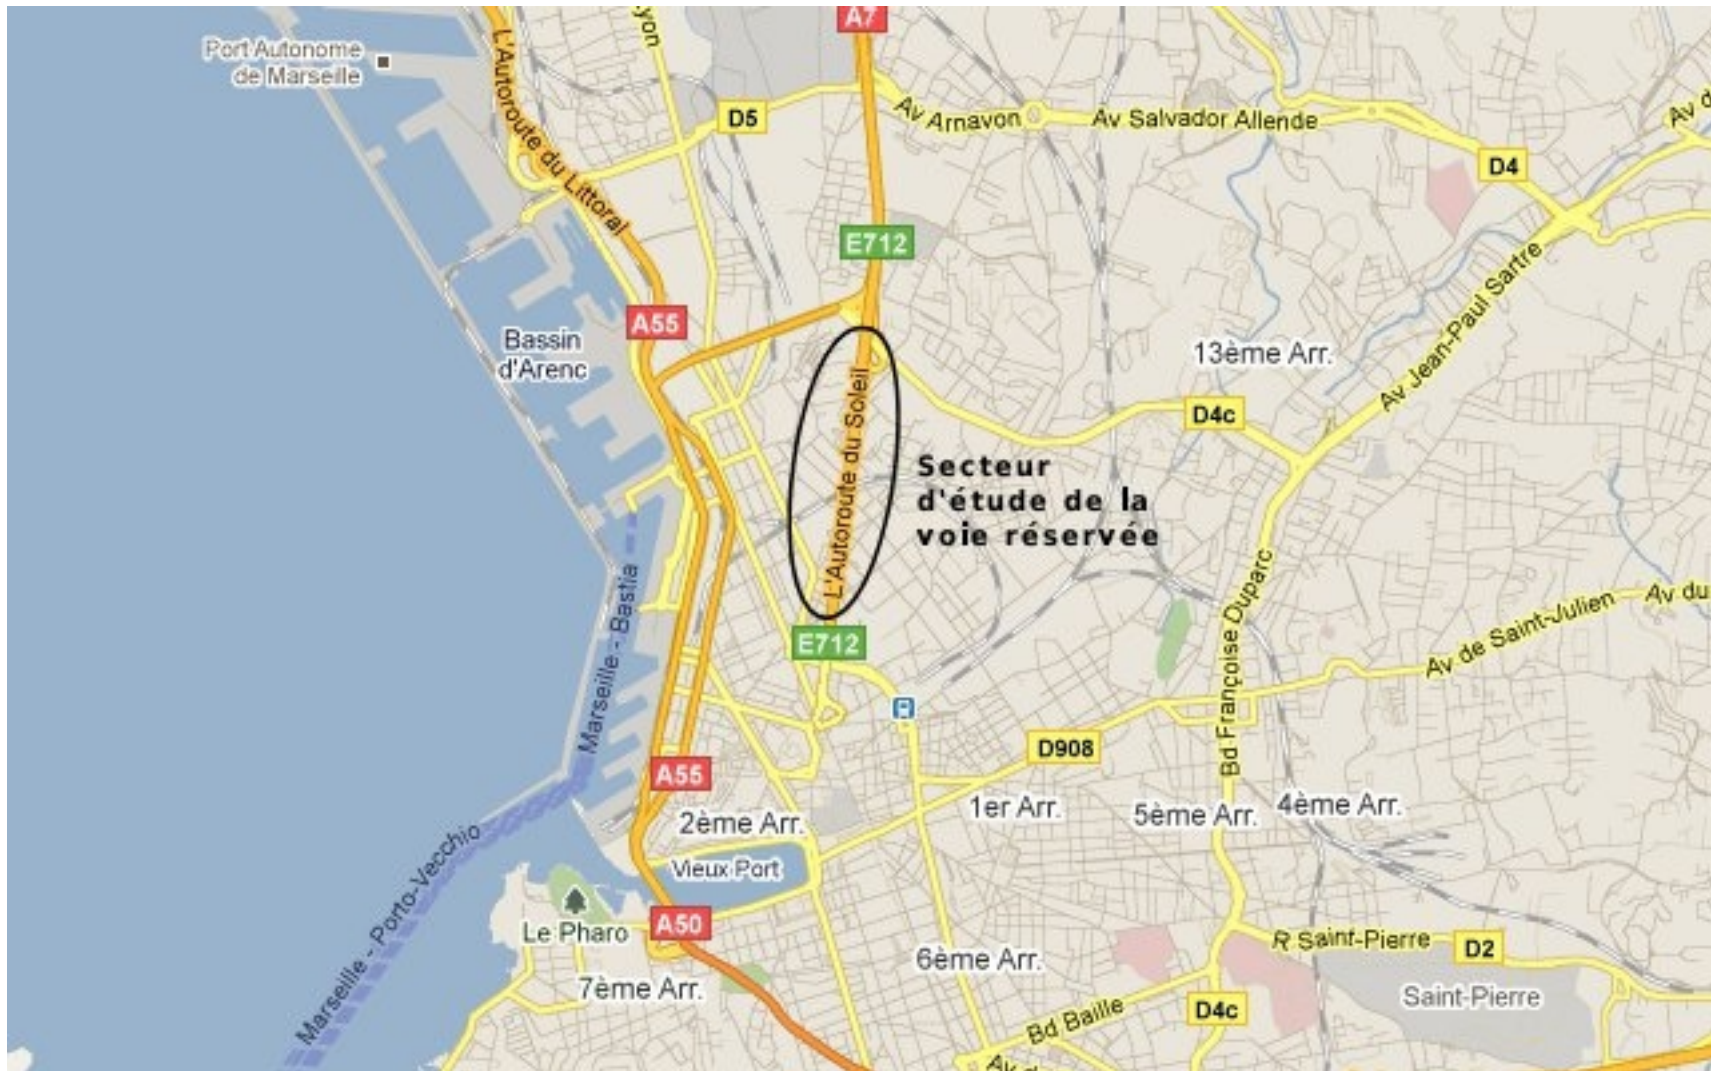 A7
Port Autonome
de Marseille
L'Autoroute du Littoral
D5
Av Arnavon
Av Salvador Allende
D4
E712
A55
Bassin
d'Arenc
13ème Arr.
Av Jean-Paul Sartre
D4c
L'Autoroute du Soleil
Secteur
d'étude de la
voie réservée
Marseille - Bastia
E712
Bd Françoise Duparc
Av de Saint-Julien
Av du
D908
A55
2ème Arr.
1er Arr.
5ème Arr.
4ème Arr.
Vieux Port
Marseille - Porto-Vecchio
Le Pharo
A50
7ème Arr.
6ème Arr.
R Saint-Pierre
D2
Saint-Pierre
D4c
Bd Baille